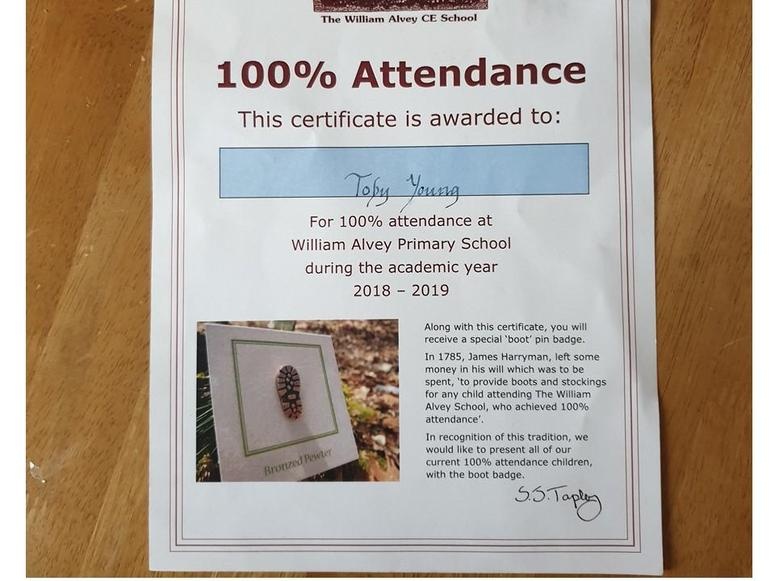 The William Alvey CE School
100% Attendance
This certificate is awarded to:
Toby Young
For 100% attendance at
William Alvey Primary School
during the academic year
2018 – 2019
Along with this certificate, you will
receive a special 'boot' pin badge.
In 1785, James Harryman, left some
money in his will which was to be
spent, 'to provide boots and stockings
for any child attending The William
Alvey School, who achieved 100%
attendance'.
In recognition of this tradition, we
would like to present all of our
current 100% attendance children,
with the boot badge.
Bronzed Pewter
S.S.Tapley